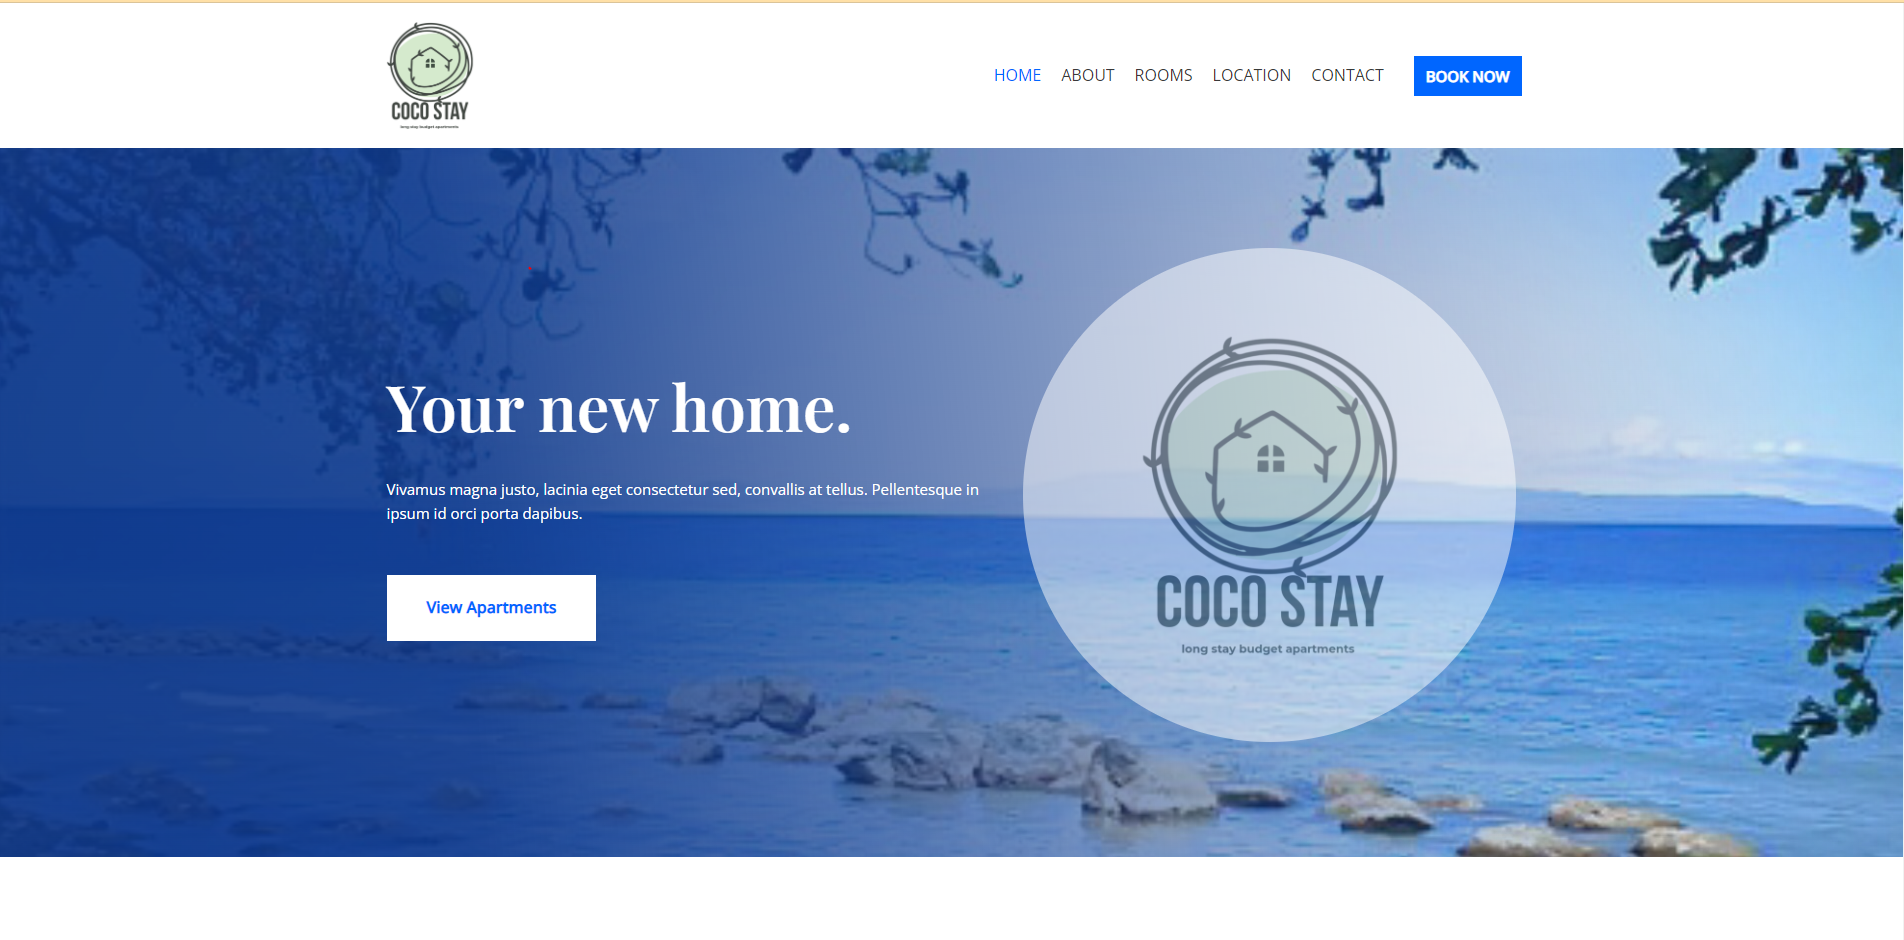 COCO STAY
long stay budget apartments
HOME ABOUT ROOMS LOCATION CONTACT BOOK NOW
Your new home.
Vivamus magna justo, lacinia eget consectetur sed, convallis at tellus. Pellentesque in
ipsum id orci porta dapibus.
View Apartments
COCO STAY
long stay budget apartments